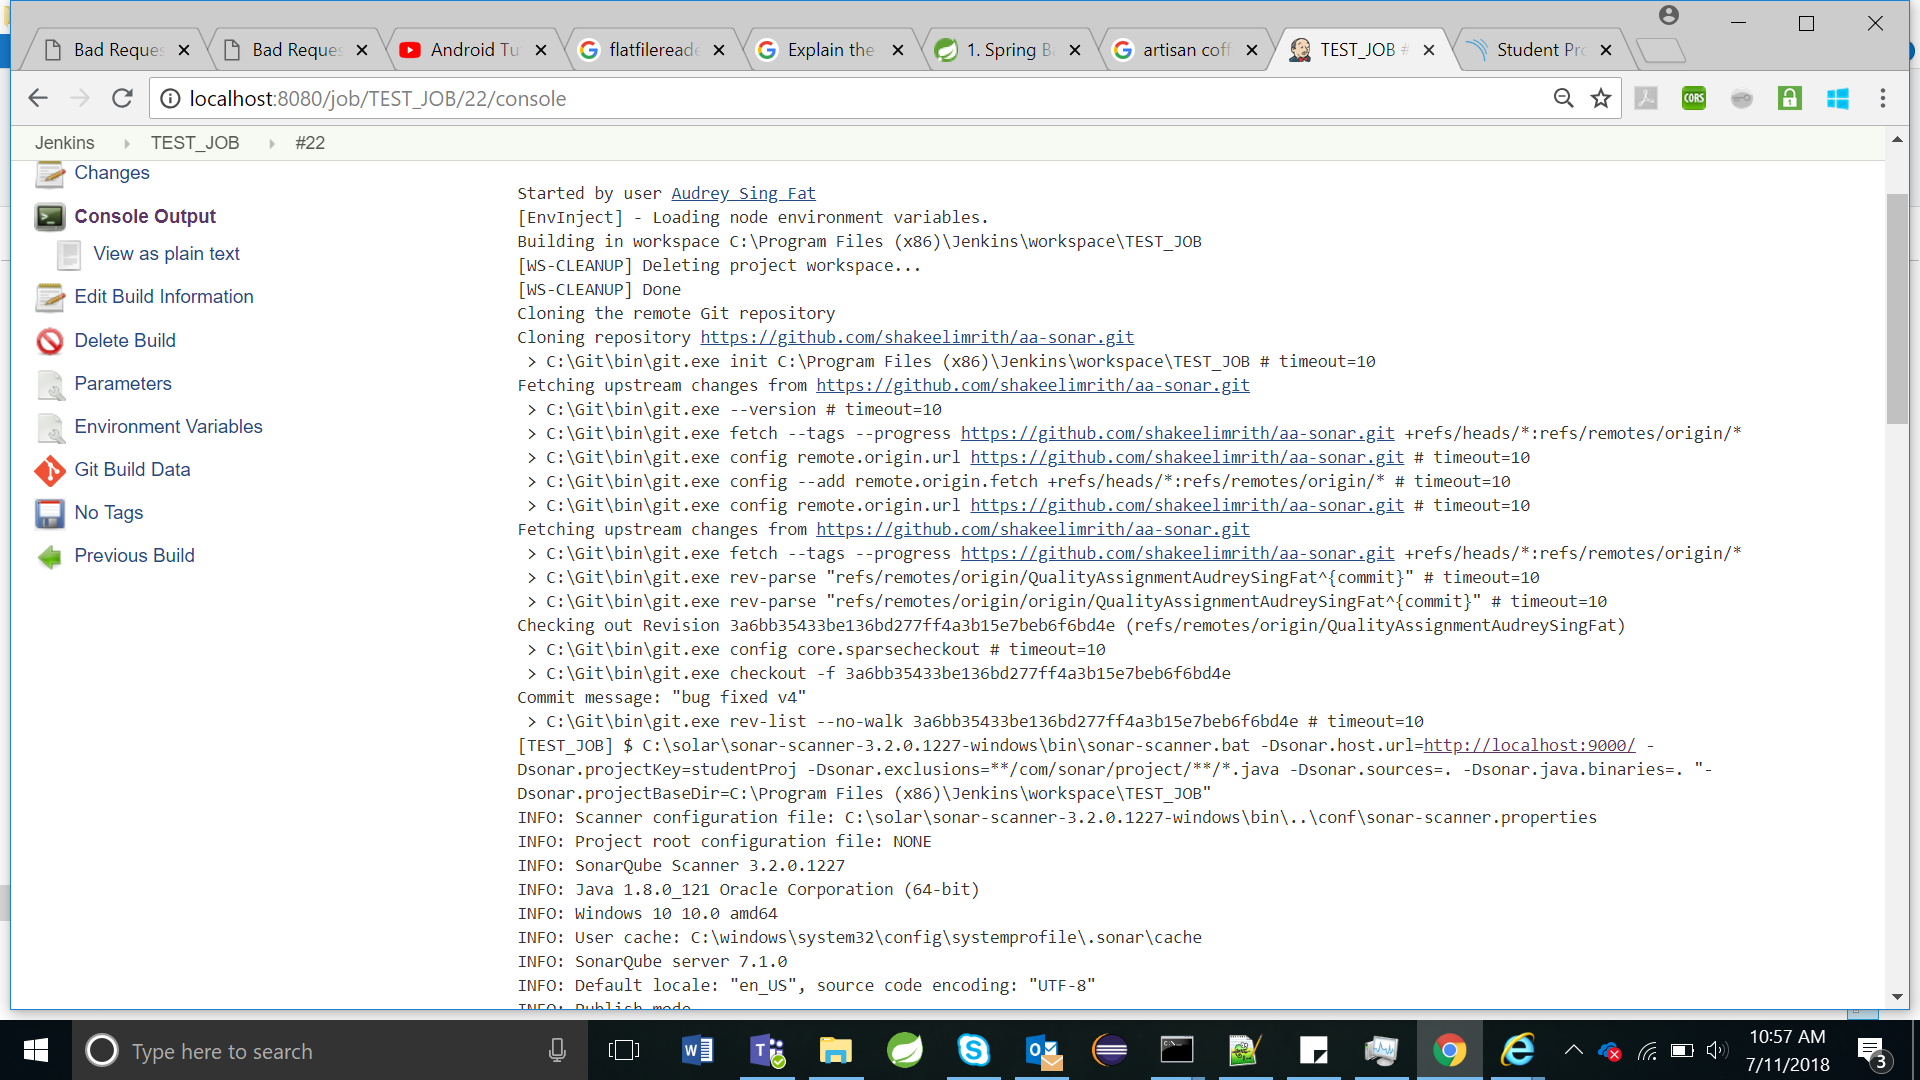 Bad Reques
Bad Reques
Android Tu
flatfilereade
Explain the
1. Spring B
artisan coff
TEST_JOB #
Student Pro
localhost:8080/job/TEST_JOB/22/console
CORS
Jenkins
TEST_JOB
#22
Changes
Console Output
View as plain text
Edit Build Information
Delete Build
Parameters
Environment Variables
Git Build Data
No Tags
Previous Build
Started by user Audrey Sing Fat
[EnvInject] - Loading node environment variables.
Building in workspace C:\Program Files (x86)\Jenkins\workspace\TEST_JOB
[WS-CLEANUP] Deleting project workspace...
[WS-CLEANUP] Done
Cloning the remote Git repository
Cloning repository https://github.com/shakeelimrith/aa-sonar.git
> C:\Git\bin\git.exe init C:\Program Files (x86)\Jenkins\workspace\TEST_JOB # timeout=10
Fetching upstream changes from https://github.com/shakeelimrith/aa-sonar.git
> C:\Git\bin\git.exe --version # timeout=10
> C:\Git\bin\git.exe fetch --tags --progress https://github.com/shakeelimrith/aa-sonar.git +refs/heads/*:refs/remotes/origin/*
> C:\Git\bin\git.exe config remote.origin.url https://github.com/shakeelimrith/aa-sonar.git # timeout=10
> C:\Git\bin\git.exe config --add remote.origin.fetch +refs/heads/*:refs/remotes/origin/* # timeout=10
> C:\Git\bin\git.exe config remote.origin.url https://github.com/shakeelimrith/aa-sonar.git # timeout=10
Fetching upstream changes from https://github.com/shakeelimrith/aa-sonar.git
> C:\Git\bin\git.exe fetch --tags --progress https://github.com/shakeelimrith/aa-sonar.git +refs/heads/*:refs/remotes/origin/*
> C:\Git\bin\git.exe rev-parse "refs/remotes/origin/QualityAssignmentAudreySingFat^{commit}" # timeout=10
> C:\Git\bin\git.exe rev-parse "refs/remotes/origin/origin/QualityAssignmentAudreySingFat^{commit}" # timeout=10
Checking out Revision 3a6bb35433be136bd277ff4a3b15e7beb6f6bd4e (refs/remotes/origin/QualityAssignmentAudreySingFat)
> C:\Git\bin\git.exe config core.sparsecheckout # timeout=10
> C:\Git\bin\git.exe checkout -f 3a6bb35433be136bd277ff4a3b15e7beb6f6bd4e
Commit message: "bug fixed v4"
> C:\Git\bin\git.exe rev-list --no-walk 3a6bb35433be136bd277ff4a3b15e7beb6f6bd4e # timeout=10
[TEST_JOB] $ C:\solar\sonar-scanner-3.2.0.1227-windows\bin\sonar-scanner.bat -Dsonar.host.url=http://localhost:9000/ -
Dsonar.projectKey=studentProj -Dsonar.exclusions=**/com/sonar/project/**/*.java -Dsonar.sources=. -Dsonar.java.binaries=. "-
Dsonar.projectBaseDir=C:\Program Files (x86)\Jenkins\workspace\TEST_JOB"
INFO: Scanner configuration file: C:\solar\sonar-scanner-3.2.0.1227-windows\bin\..\conf\sonar-scanner.properties
INFO: Project root configuration file: NONE
INFO: SonarQube Scanner 3.2.0.1227
INFO: Java 1.8.0_121 Oracle Corporation (64-bit)
INFO: Windows 10 10.0 amd64
INFO: User cache: C:\windows\system32\config\systemprofile\.sonar\cache
INFO: SonarQube server 7.1.0
INFO: Default locale: "en_US", source code encoding: "UTF-8"
INFO: Publish mode
Type here to search
10:57 AM
7/11/2018
3